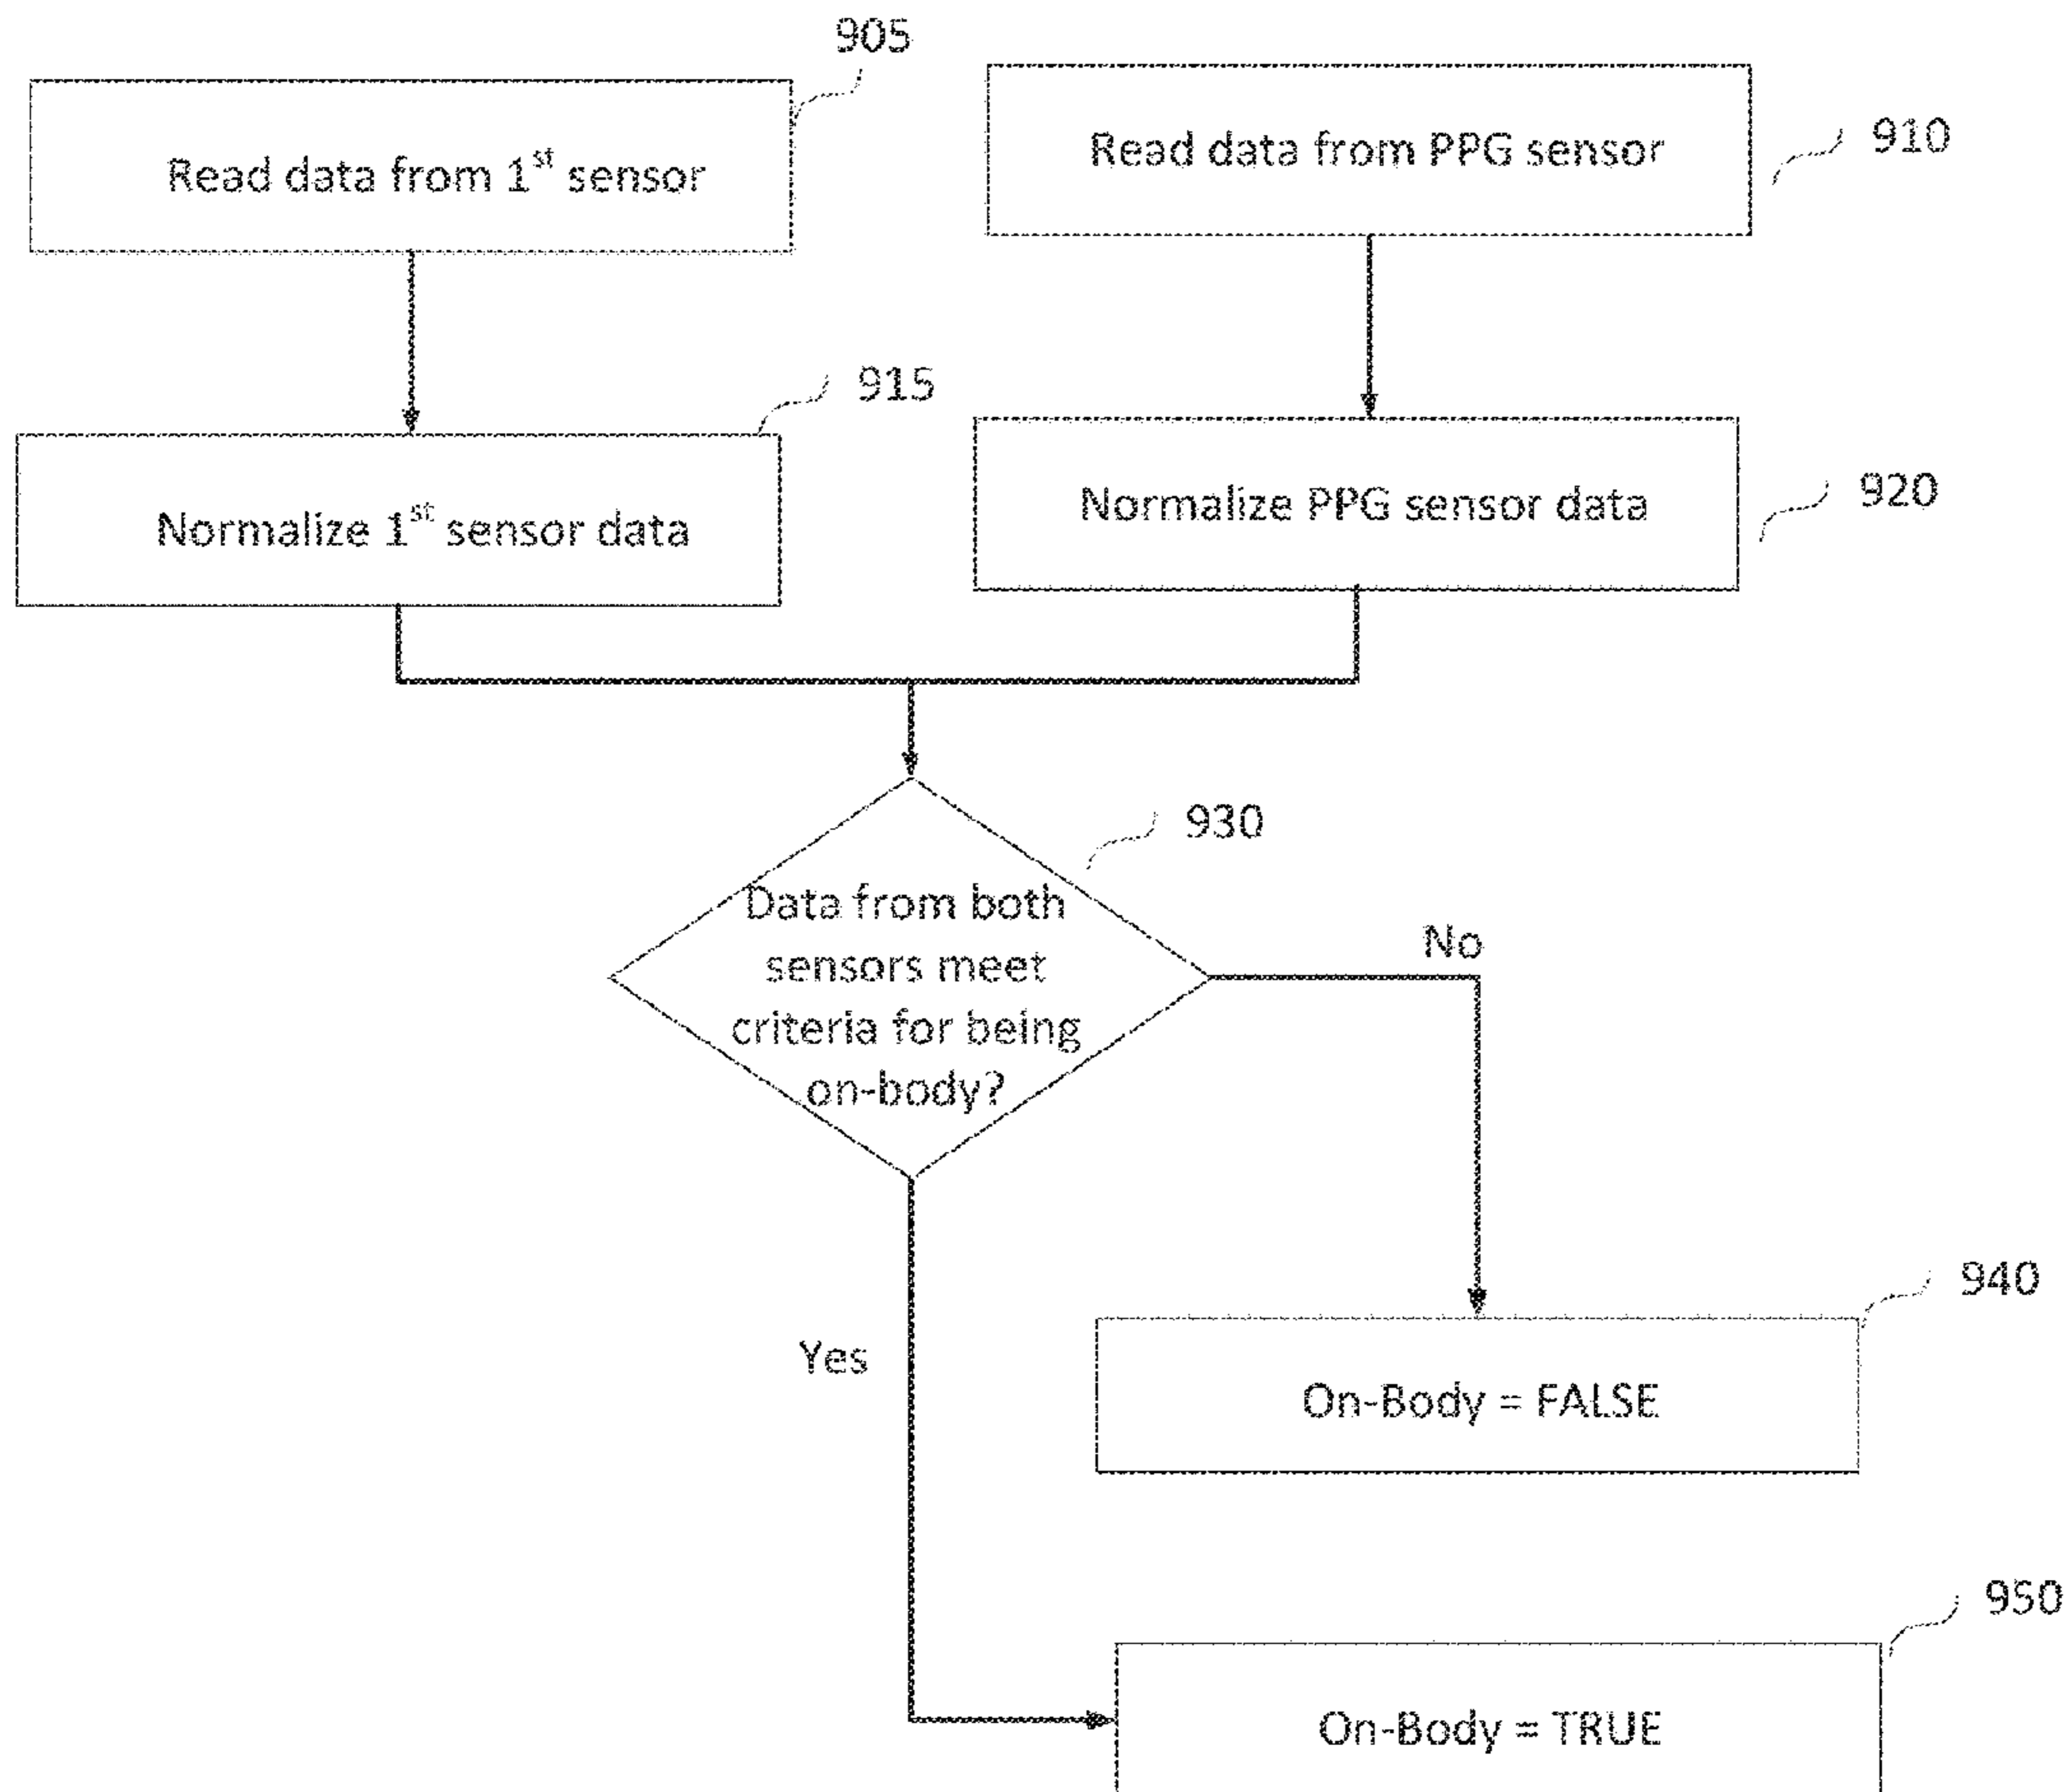 905
Read data from 1st sensor
Read data from PPG sensor
910
915
Normalize 1st sensor data
Normalize PPG sensor data
920
930
Data from both
sensors meet
criteria for being
on-body?
No
Yes
940
On-Body = FALSE
950
On-Body = TRUE